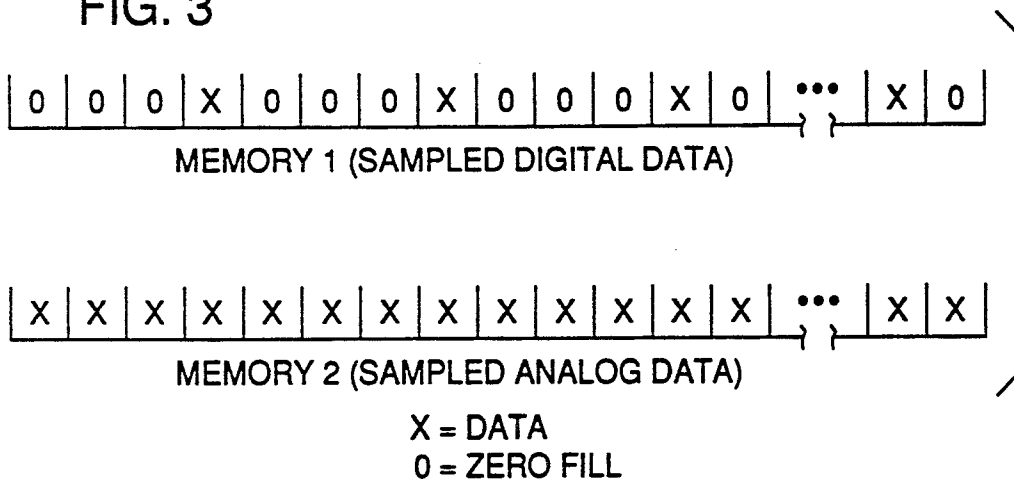 FIG. 3
0 0 0 X 0 0 0 X 0 0 0 X 0 ••• X 0
MEMORY 1 (SAMPLED DIGITAL DATA)
X X X X X X X X X X X X X ••• X X
MEMORY 2 (SAMPLED ANALOG DATA)
X = DATA
0 = ZERO FILL